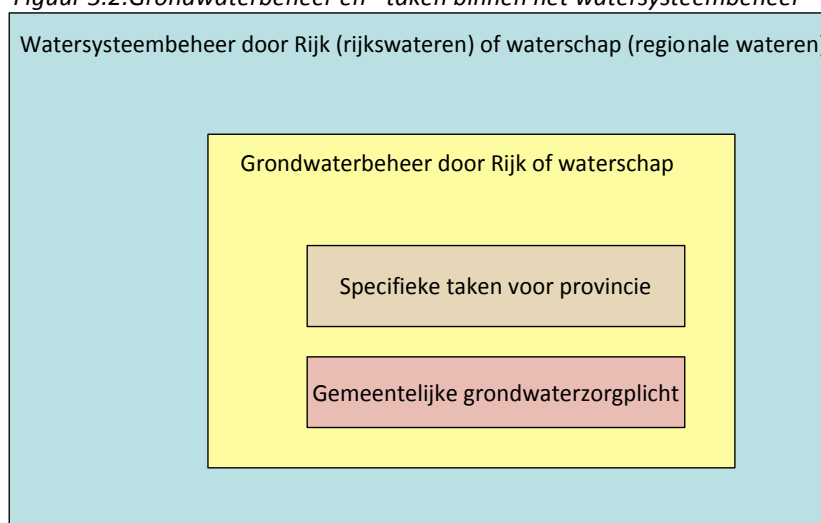 Figuur 3.2:Grondwaterbeheer en –taken binnen het watersysteembeheer
Watersysteembeheer door Rijk (rijkswateren) of waterschap (regionale wateren)
Grondwaterbeheer door Rijk of waterschap
Specifieke taken voor provincie
Gemeentelijke grondwaterzorgplicht